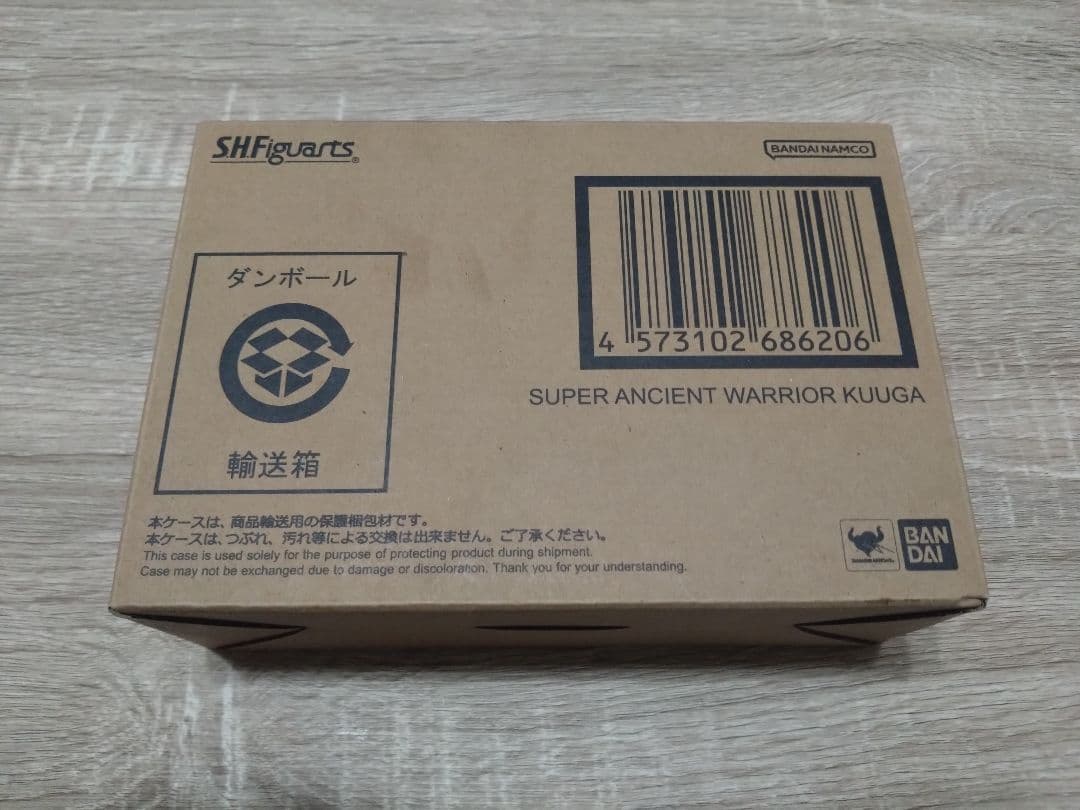 S.H.Figuarts®
BANDAI NAMCO
ダンボール
輸送箱
4 573102 686206
SUPER ANCIENT WARRIOR KUUGA
本ケースは、商品輸送用の保護梱包材です。
本ケースは、つぶれ、汚れ等による交換は出来ません。ご了承ください。
This case is used solely for the purpose of protecting product during shipment.
Case may not be exchanged due to damage or discoloration. Thank you for your understanding.
BAN
DAI